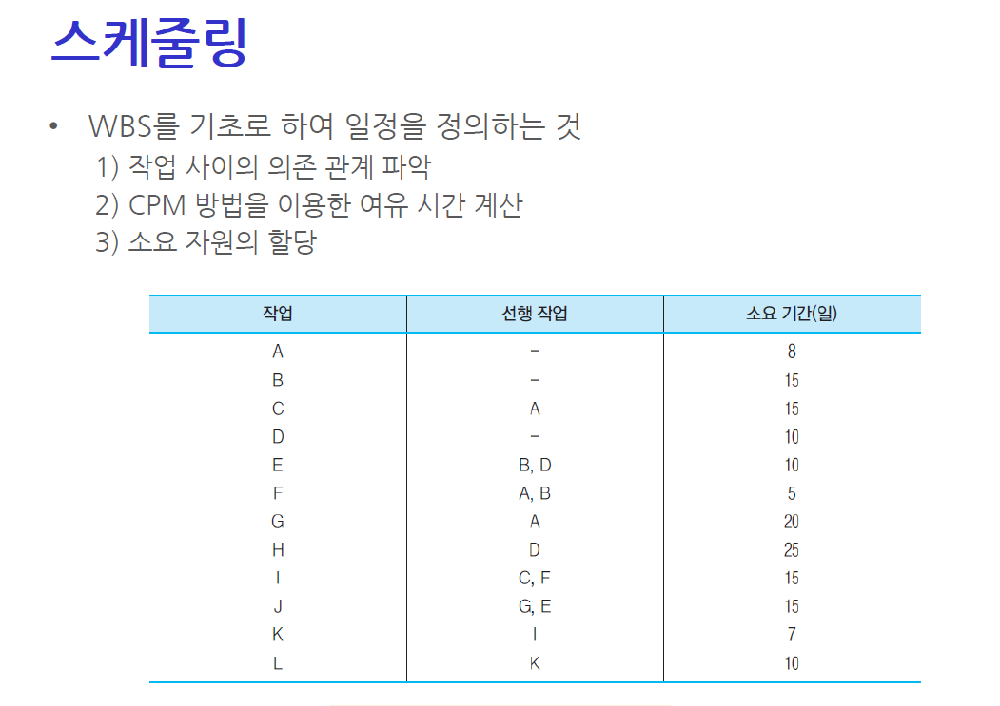 스케줄링
• WBS를 기초로 하여 일정을 정의하는 것
1) 작업 사이의 의존 관계 파악
2) CPM 방법을 이용한 여유 시간 계산
3) 소요 자원의 할당
작업 선행 작업 소요 기간(일)
A – 8
B – 15
C A 15
D – 10
E B, D 10
F A, B 5
G A 20
H D 25
I C, F 15
J G, E 15
K I 7
L K 10